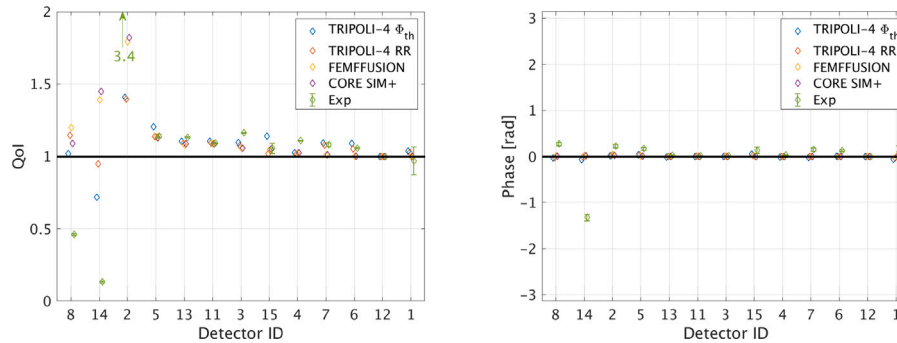 2
1.5
1
0.5
0
QoI
3.4
TRIPOLI-4 Φth
TRIPOLI-4 RR
FEMFFUSION
CORE SIM+
Exp
8 14 2 5 13 11 3 15 4 7 6 12 1
Detector ID
3
2
1
0
-1
-2
-3
Phase [rad]
TRIPOLI-4 Φth
TRIPOLI-4 RR
FEMFFUSION
CORE SIM+
Exp
8 14 2 5 13 11 3 15 4 7 6 12 1
Detector ID